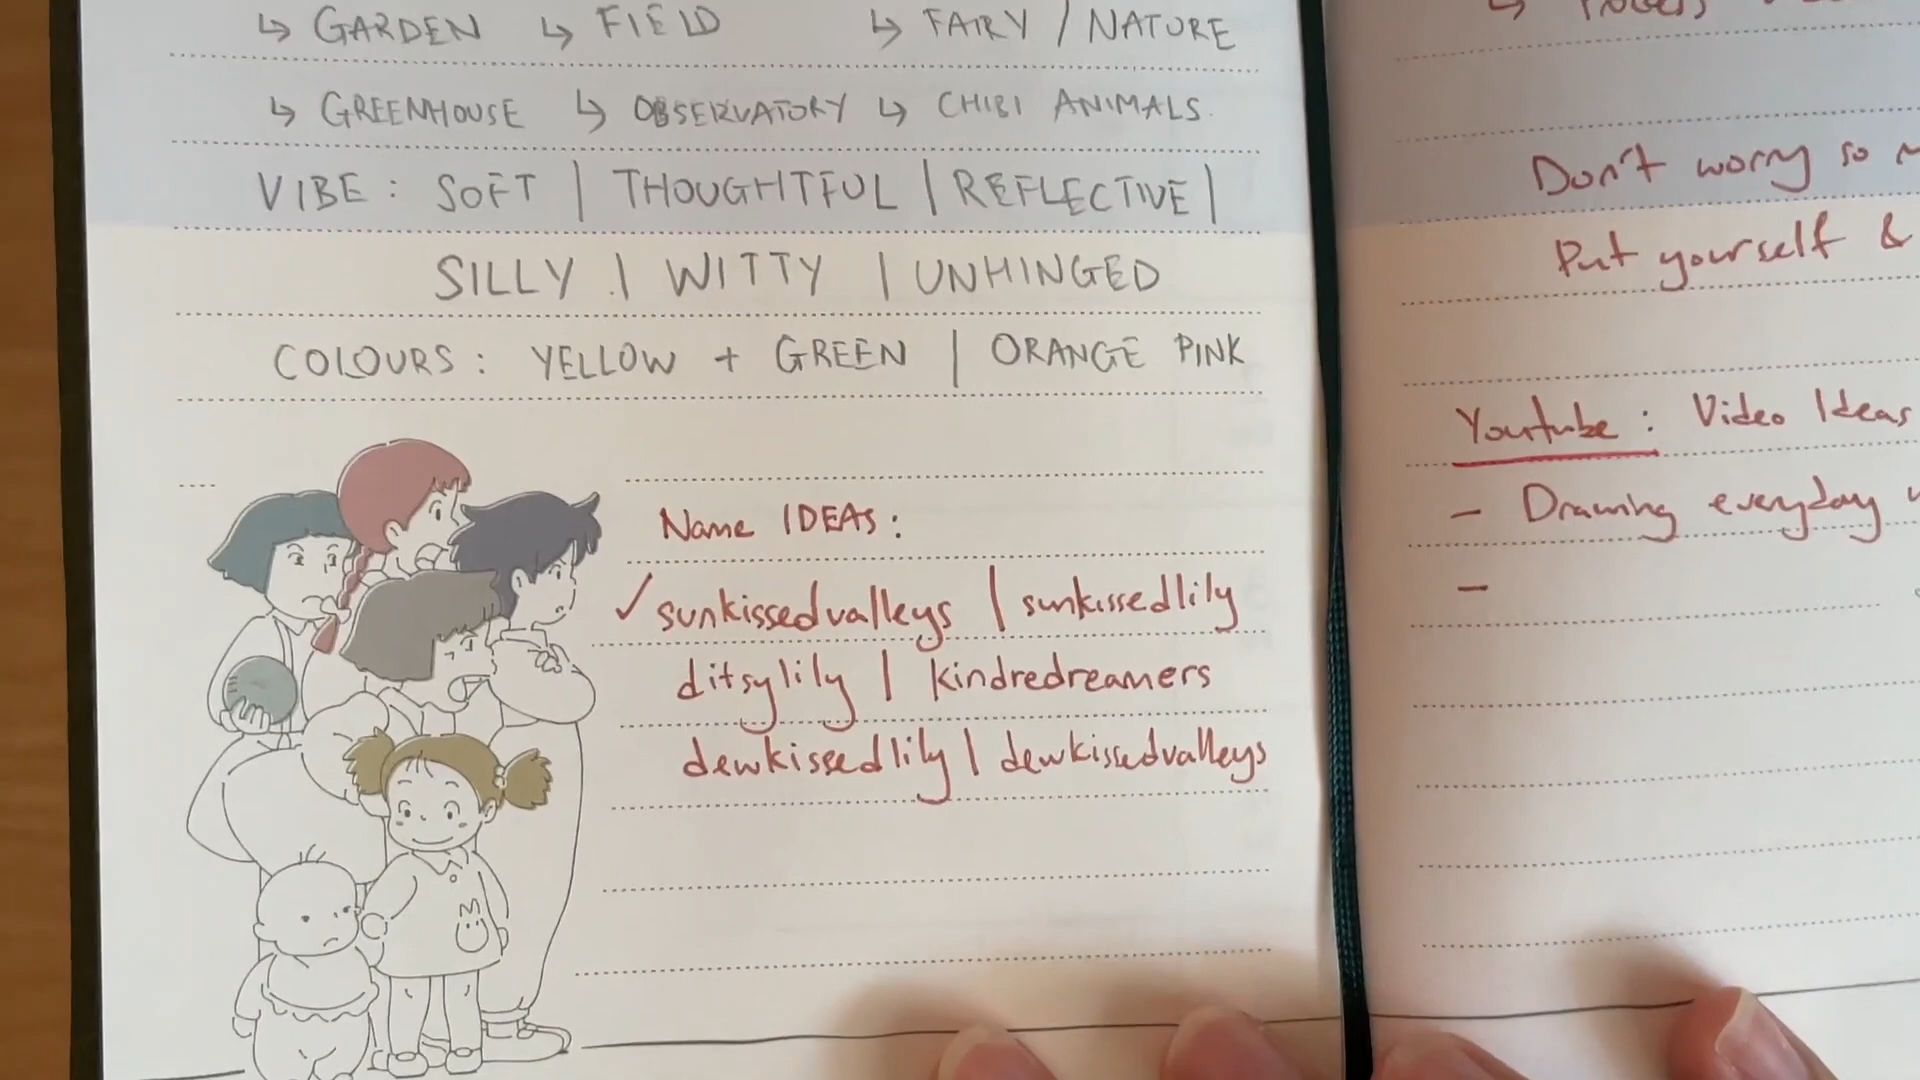 ↳ GARDEN ↳ FIELD ↳ FAIRY / NATURE
↳ GREENHOUSE ↳ OBSERVATORY ↳ CHIBI ANIMALS.
VIBE : SOFT | THOUGHTFUL | REFLECTIVE |
SILLY | WITTY | UNHINGED
COLOURS : YELLOW + GREEN | ORANGE PINK
Name IDEAS :
✓ sunkissedvalleys | sunkissedlily
ditsylily | kindredreamers
dewkissedlily | dewkissedvalleys
Don't worry so
Put yourself &
Youtube : Video Ideas
- Drawing everyday
-